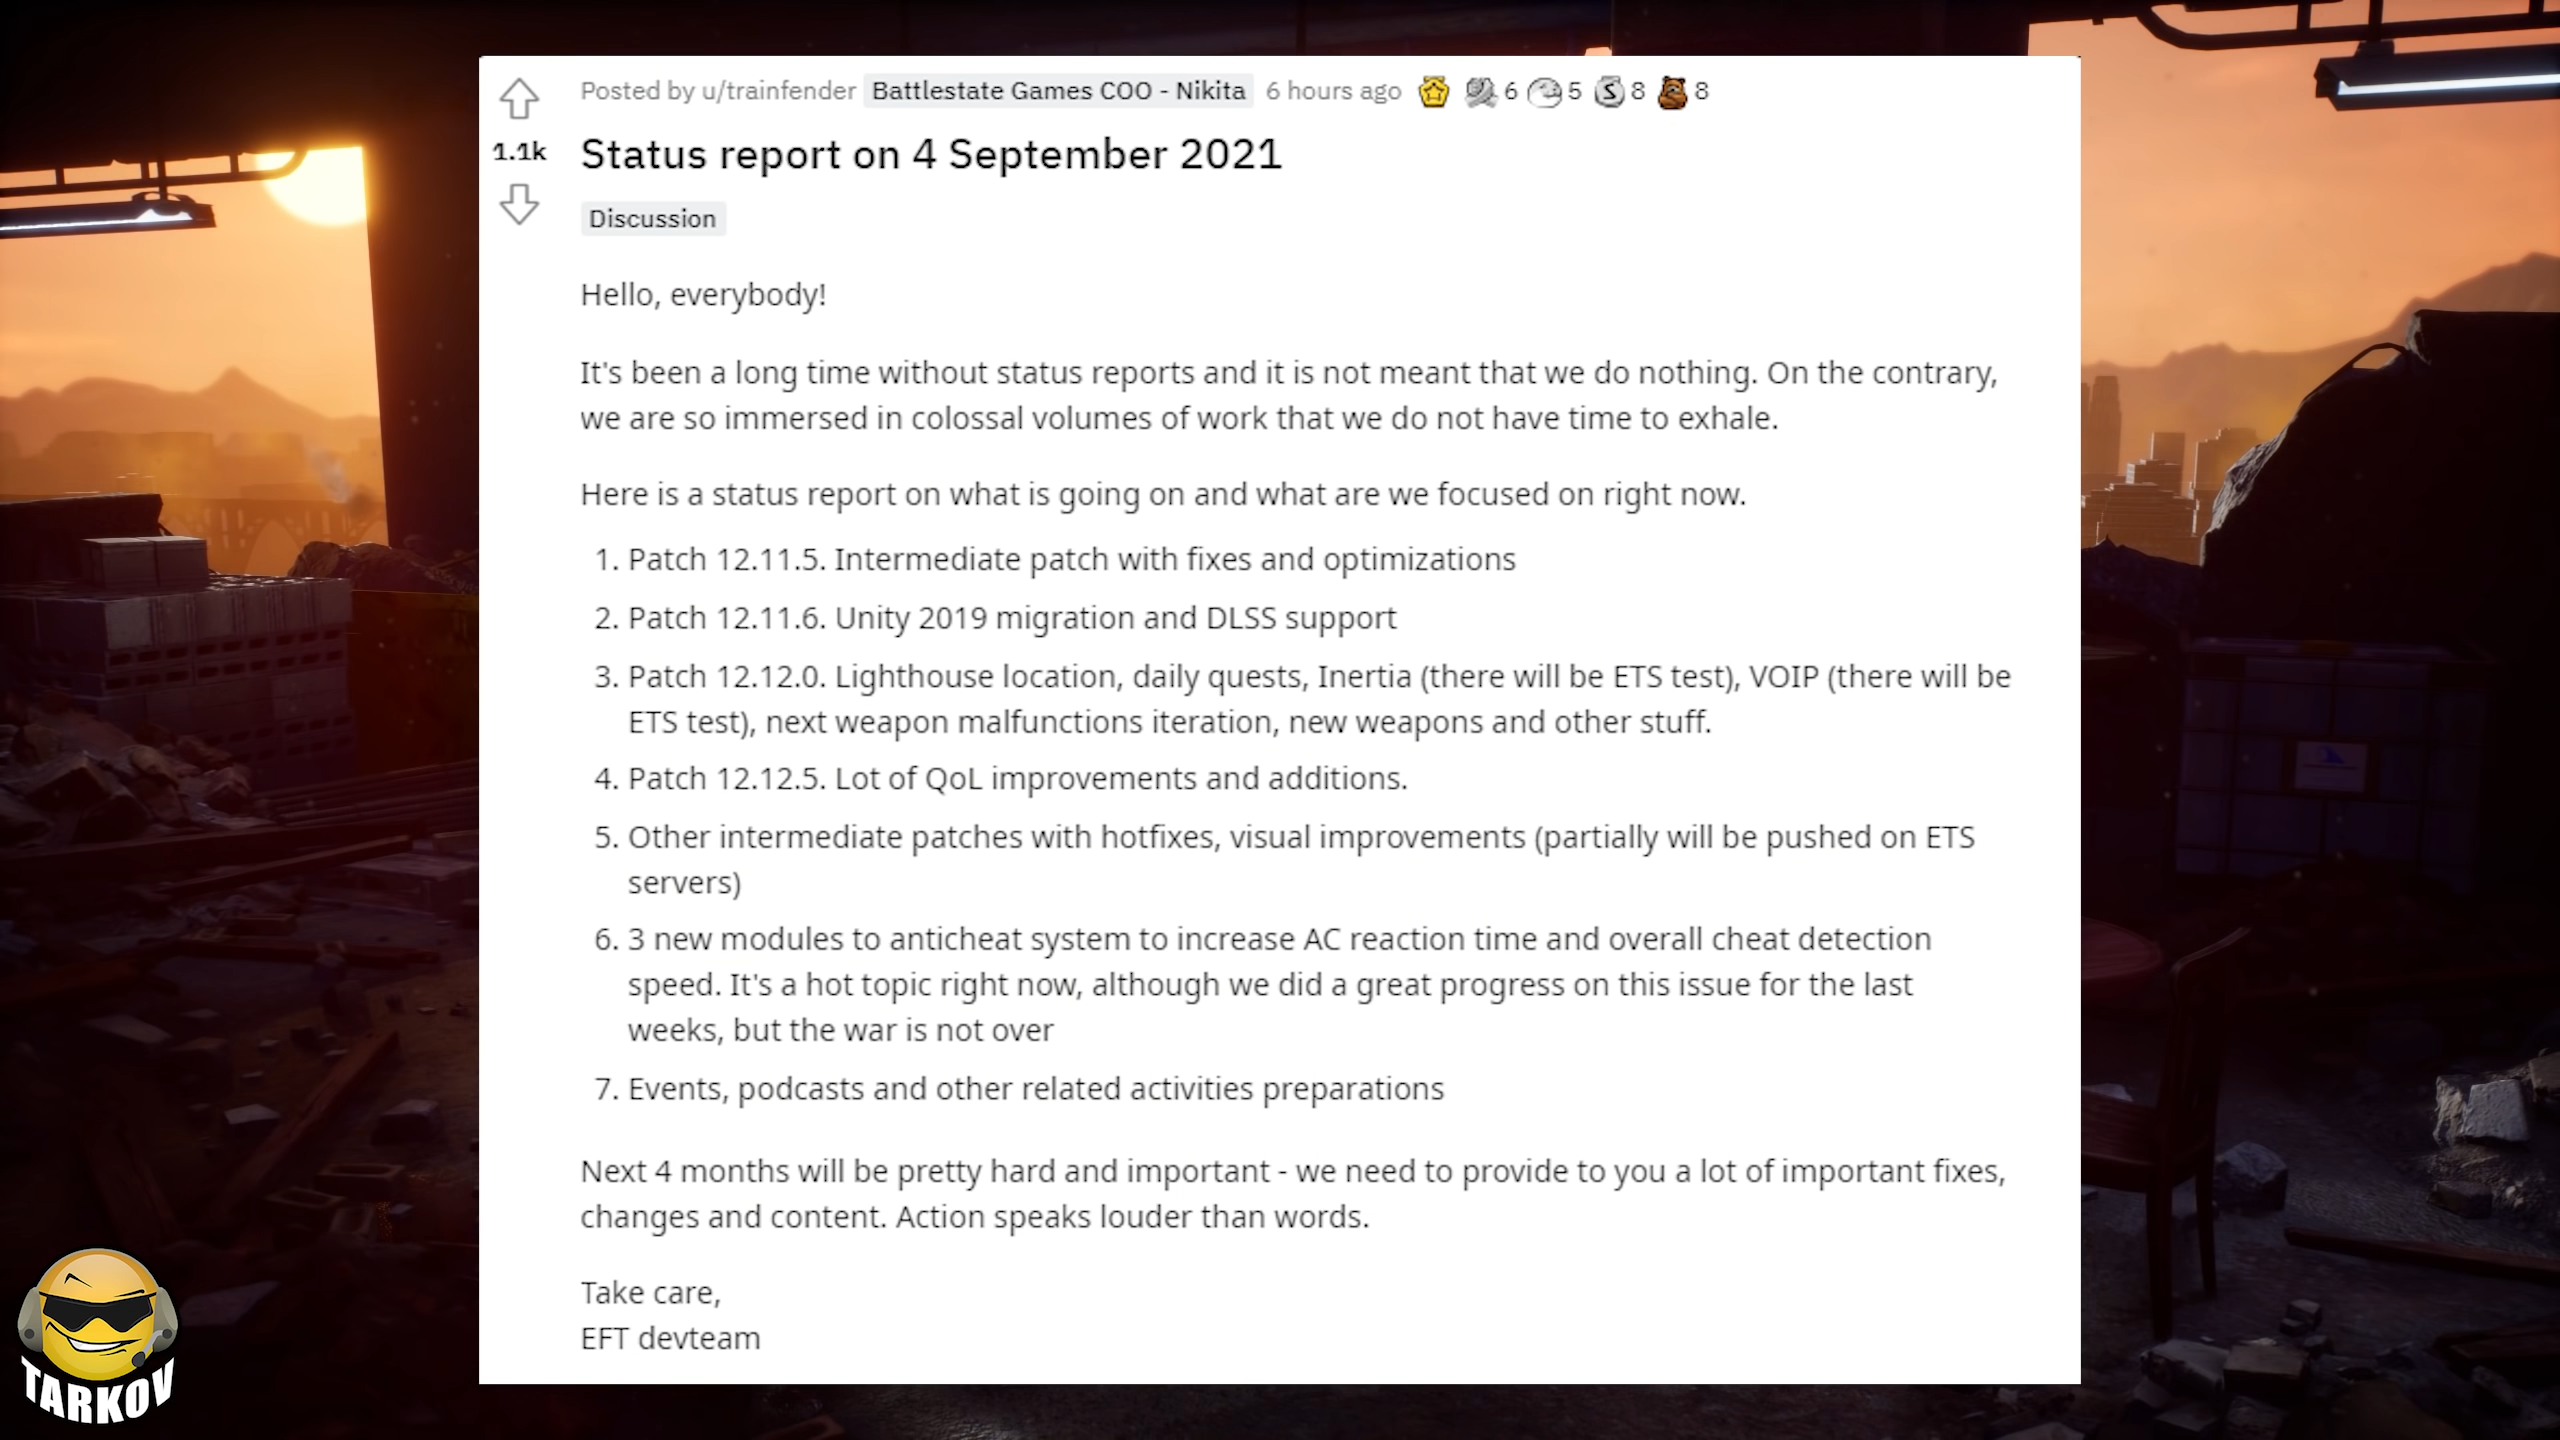 Posted by u/trainfender Battlestate Games COO - Nikita 6 hours ago 6 5 S 8 8
1.1k
Status report on 4 September 2021
Discussion
Hello, everybody!
It's been a long time without status reports and it is not meant that we do nothing. On the contrary,
we are so immersed in colossal volumes of work that we do not have time to exhale.
Here is a status report on what is going on and what are we focused on right now.
1. Patch 12.11.5. Intermediate patch with fixes and optimizations
2. Patch 12.11.6. Unity 2019 migration and DLSS support
3. Patch 12.12.0. Lighthouse location, daily quests, Inertia (there will be ETS test), VOIP (there will be
ETS test), next weapon malfunctions iteration, new weapons and other stuff.
4. Patch 12.12.5. Lot of QoL improvements and additions.
5. Other intermediate patches with hotfixes, visual improvements (partially will be pushed on ETS
servers)
6. 3 new modules to anticheat system to increase AC reaction time and overall cheat detection
speed. It's a hot topic right now, although we did a great progress on this issue for the last
weeks, but the war is not over
7. Events, podcasts and other related activities preparations
Next 4 months will be pretty hard and important - we need to provide to you a lot of important fixes,
changes and content. Action speaks louder than words.
Take care,
EFT devteam
TARKOV